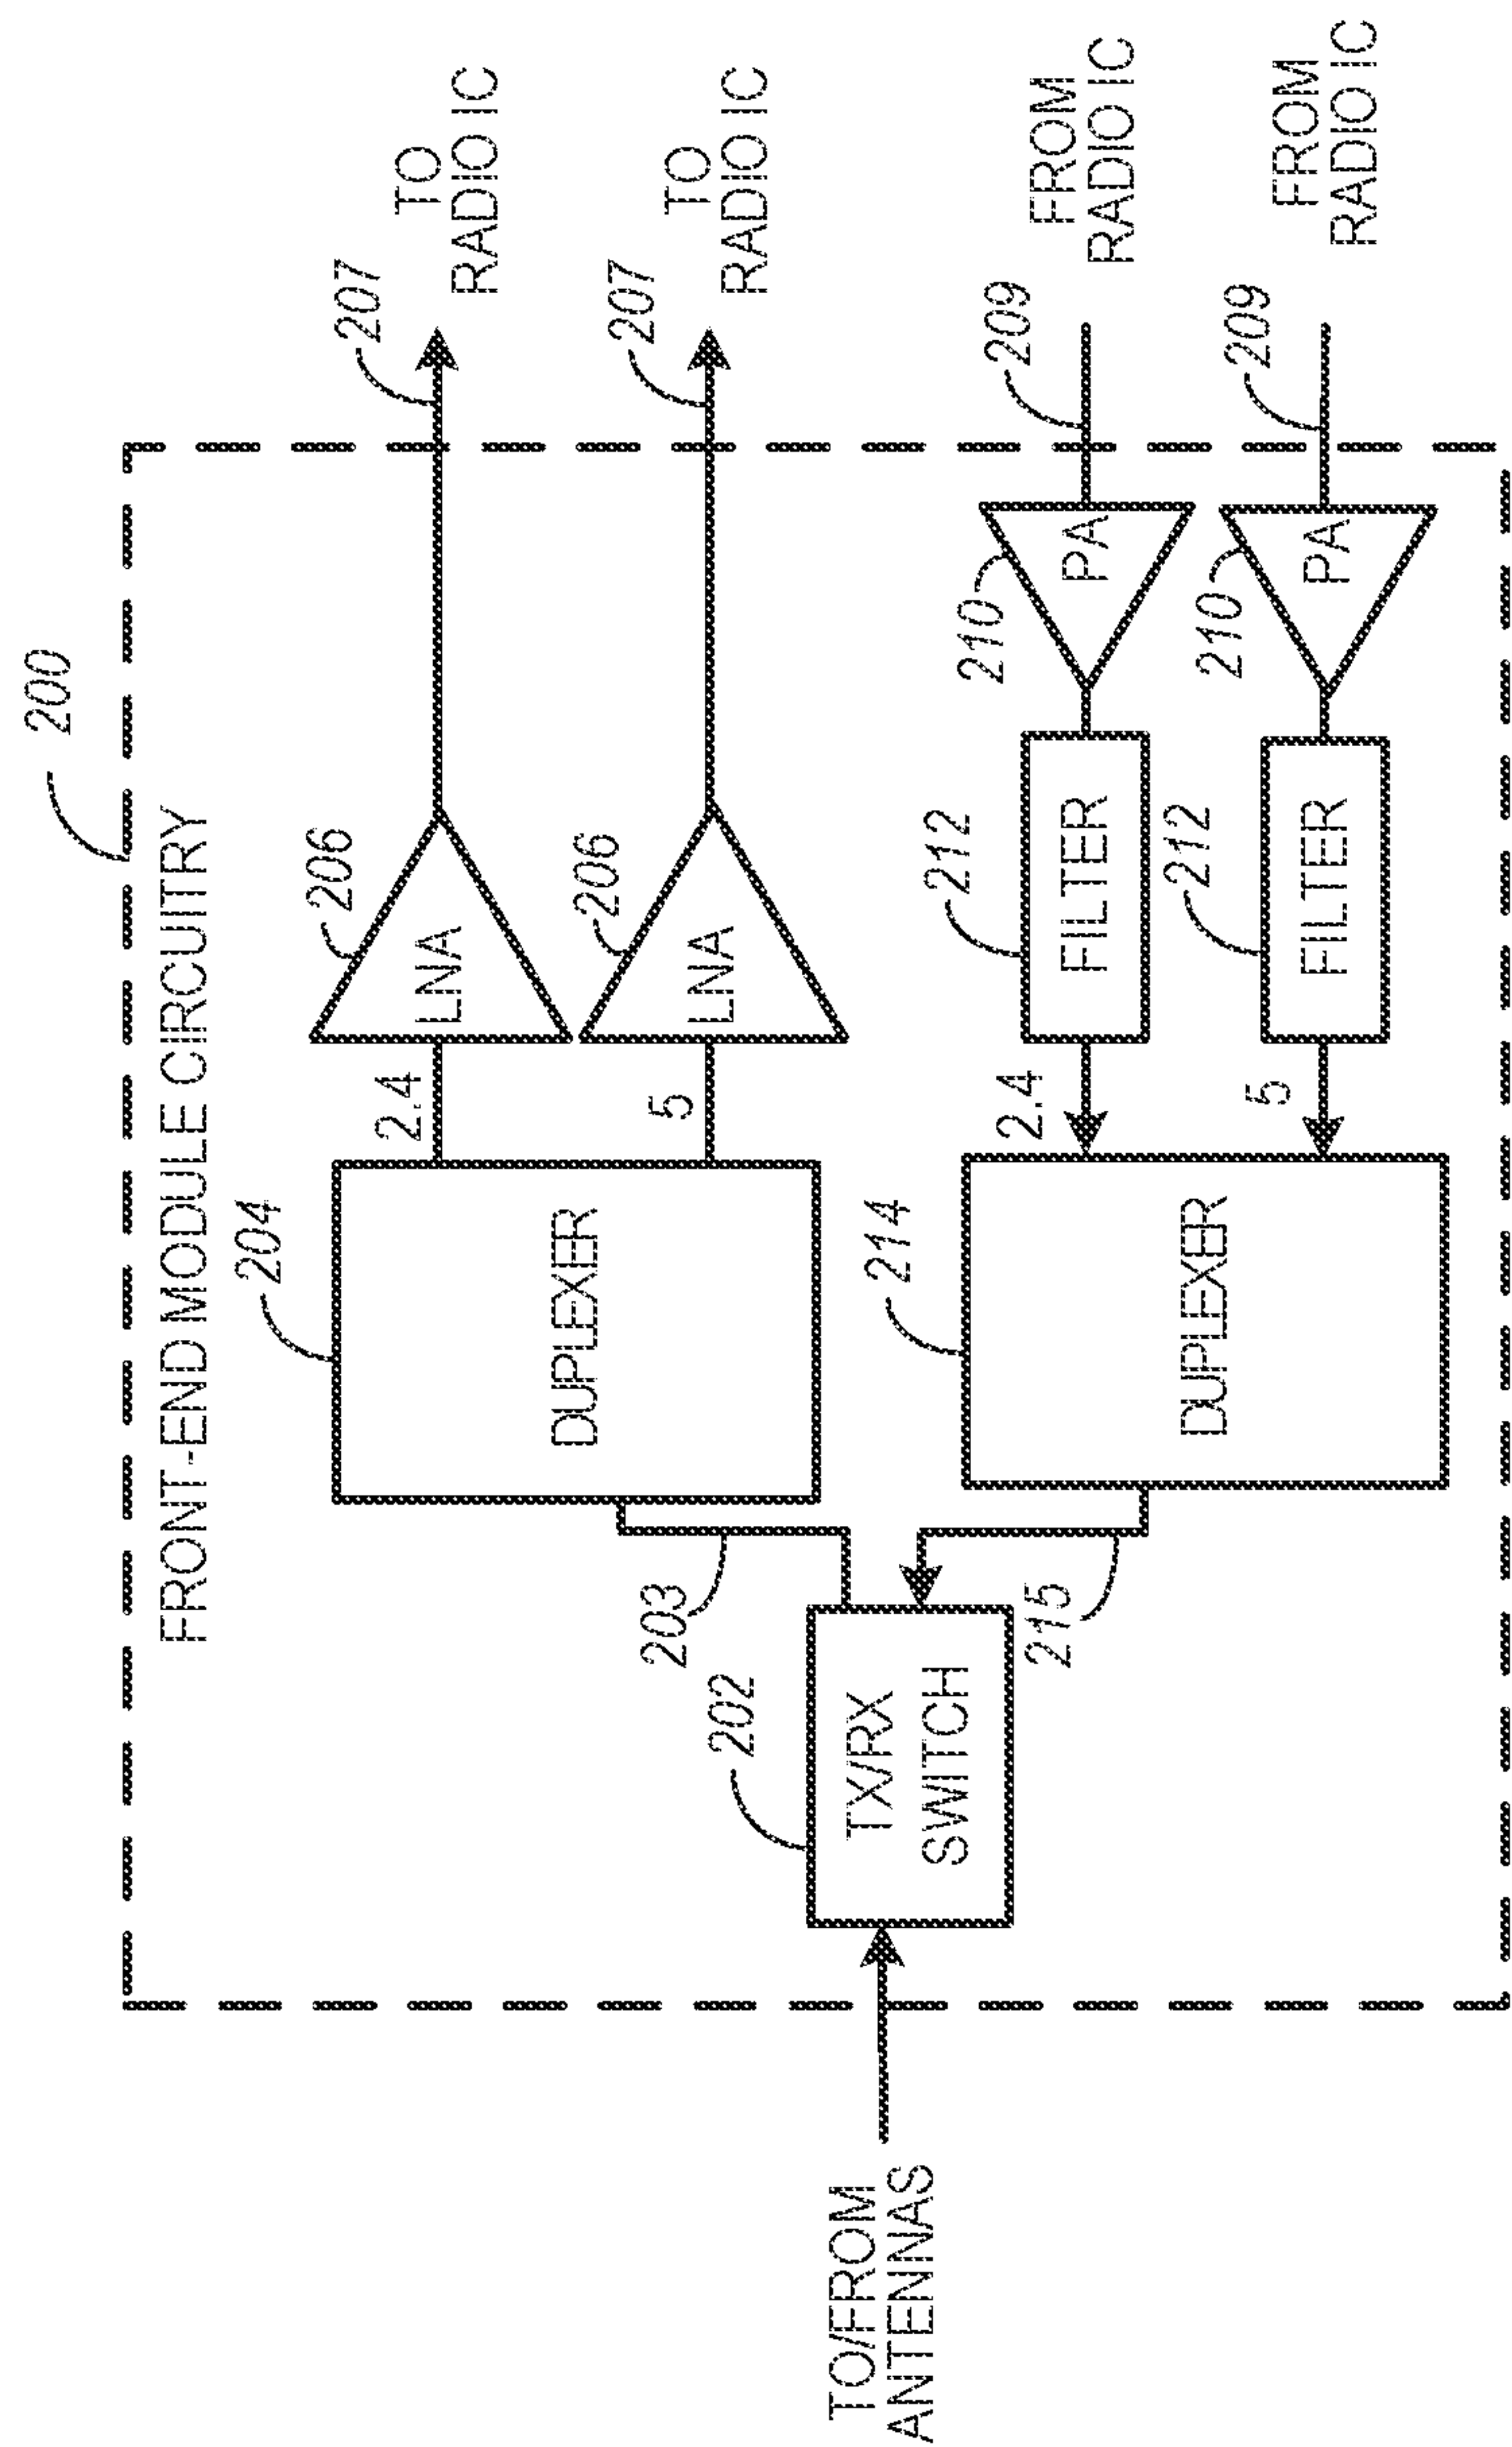 200
FRONT-END MODULE CIRCUITRY
204
DUPLEXER
2.4
5
206
LNA
206
LNA
207
TO
RADIO IC
207
TO
RADIO IC
203
202
TX/RX
SWITCH
TO/FROM
ANTENNAS
215
214
DUPLEXER
2.4
5
212
FILTER
212
FILTER
210
PA
210
PA
209
FROM
RADIO IC
209
FROM
RADIO IC